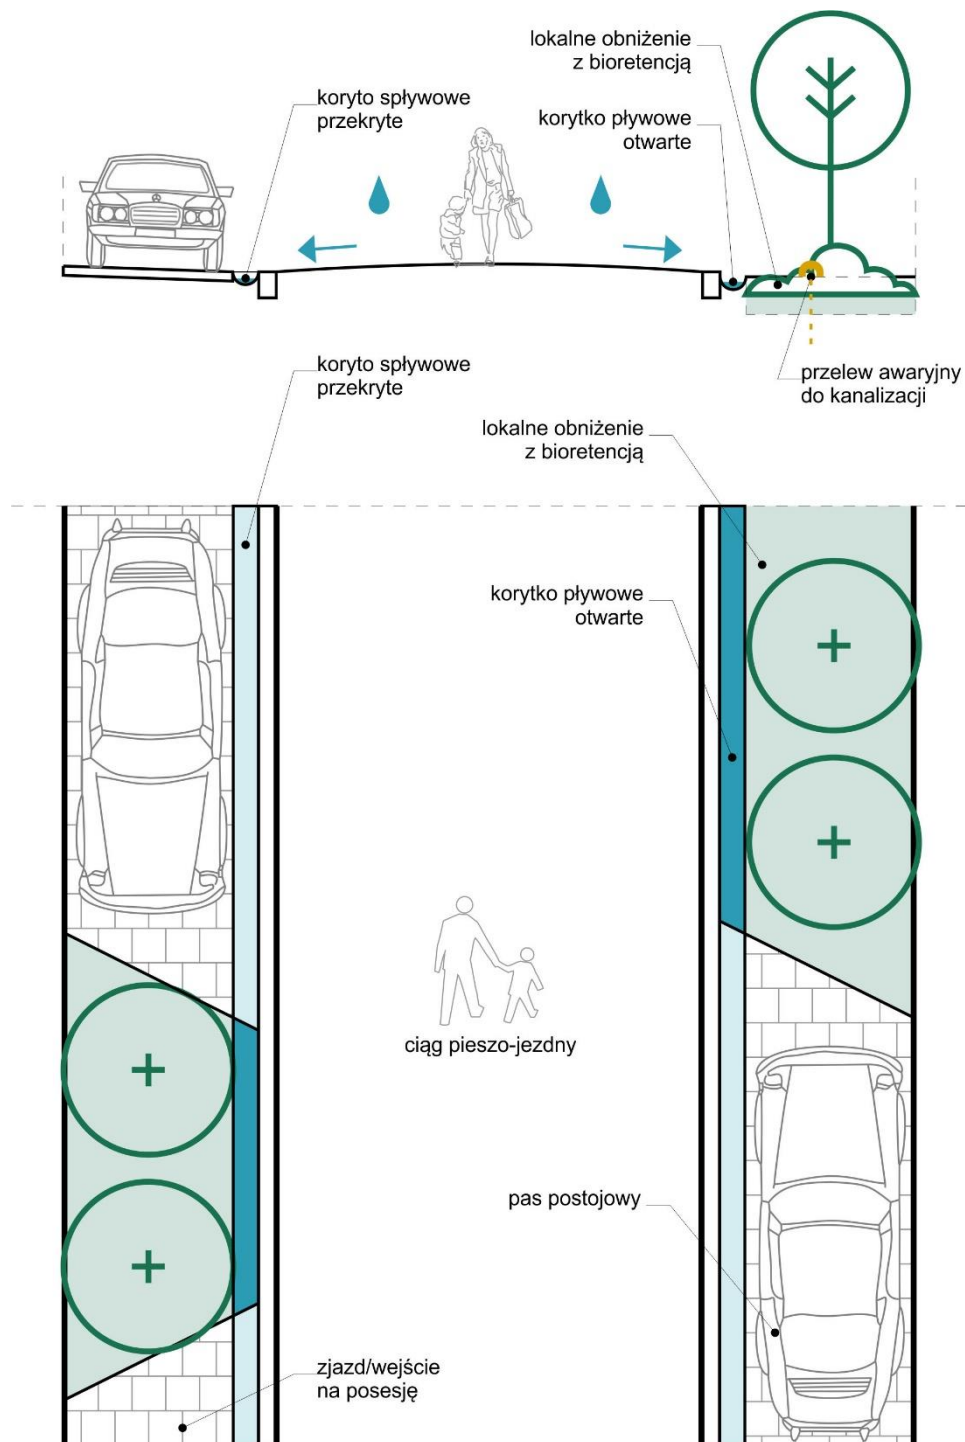 lokalne obniżenie
z bioretencją
koryto spływowe
przekryte
korytko pływowe
otwarte
koryto spływowe
przekryte
przelew awaryjny
do kanalizacji
lokalne obniżenie
z bioretencją
korytko pływowe
otwarte
ciąg pieszo-jezdny
pas postojowy
zjazd/wejście
na posesję